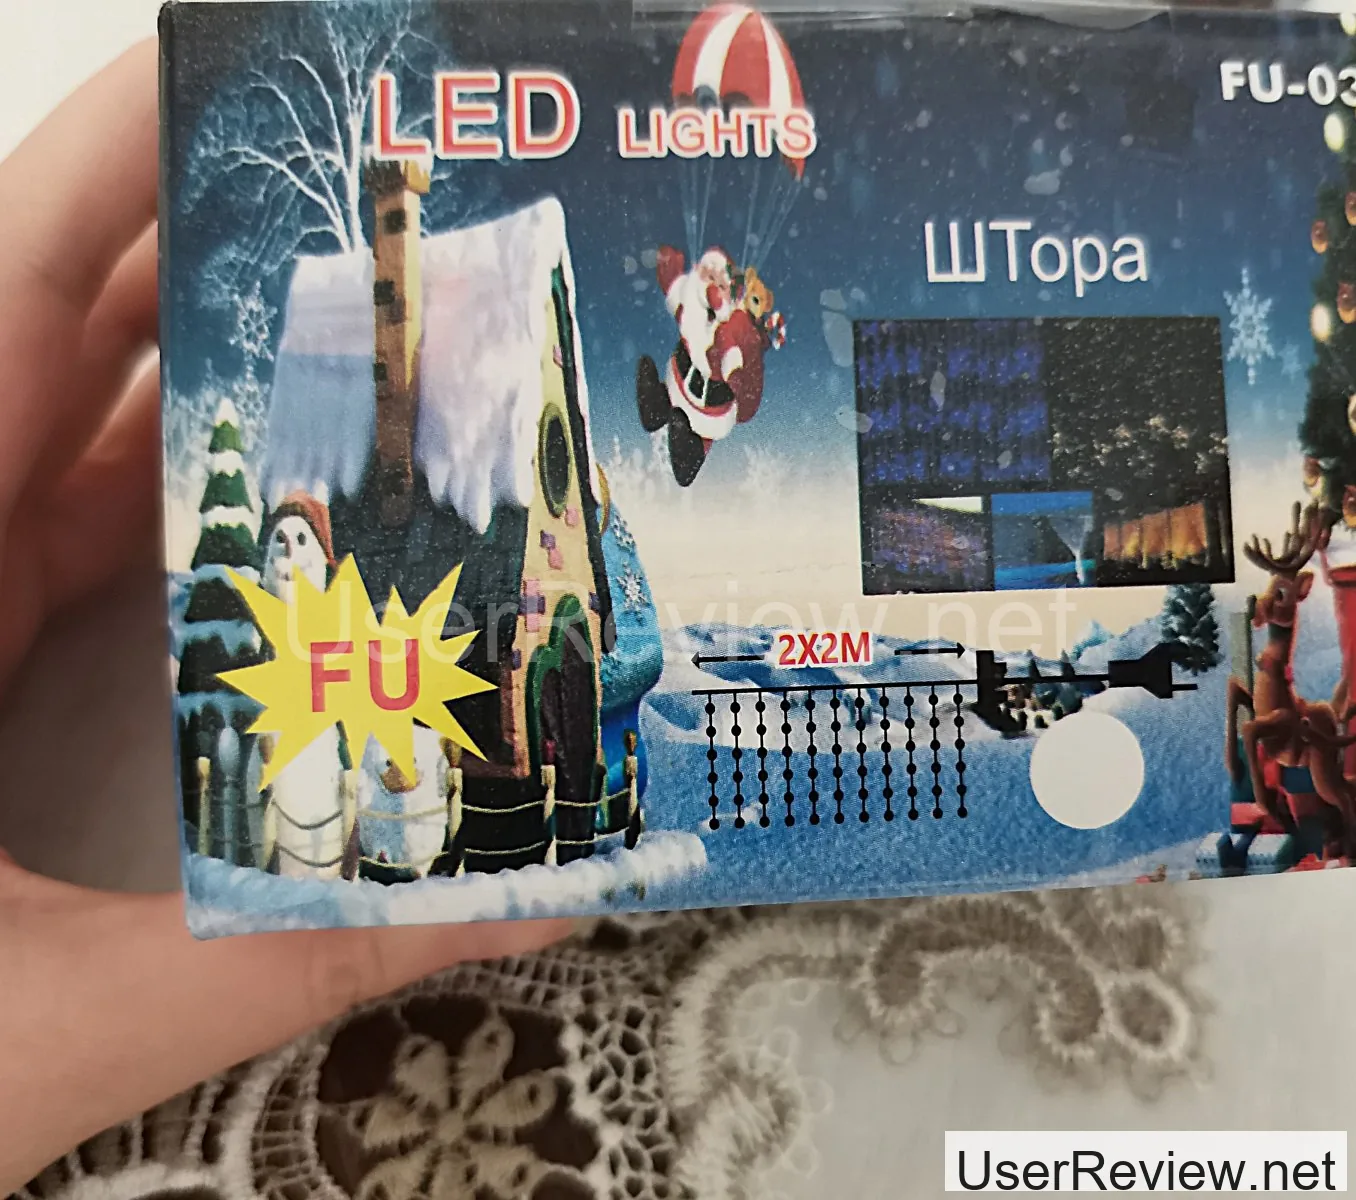 LED LIGHTS
FU-03
ШТора
FU
2X2M
UserReview.net
UserReview.net